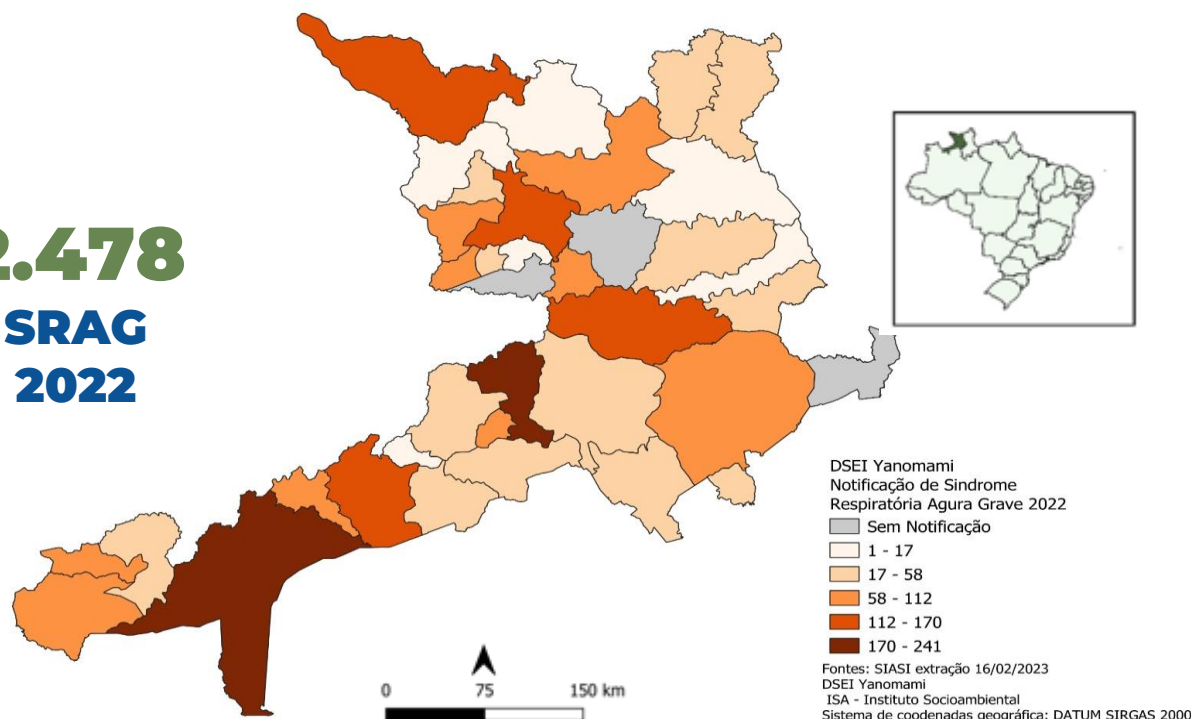 2.478
SRAG
2022
DSEI Yanomami
Notificação de Sindrome
Respiratória Agura Grave 2022
Sem Notificação
1 - 17
17 - 58
58 - 112
112 - 170
170 - 241
Fontes: SIASI extração 16/02/2023
DSEI Yanomami
ISA - Instituto Socioambiental
Sistema de coodenadas geográfica: DATUM SIRGAS 2000
0 75 150 km